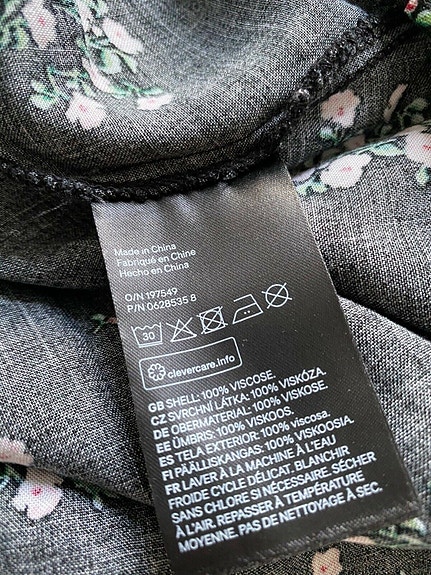 Made in China
Fabriqué en Chine
Hecho en China
O/N 197549
P/N 0628535 8
30
clevercare.info
GB SHELL: 100% VISCOSE.
CZ SVRCHNÍ LÁTKA: 100% VISKÓZA.
DE OBERMATERIAL: 100% VISKOSE.
EE ÜMBRIS: 100% VISKOOS.
ES TELA EXTERIOR: 100% viscosa.
FI PÄÄLLISKANGAS: 100% VISKOOSIA.
FR LAVER À LA MACHINE À L'EAU
FROIDE CYCLE DÉLICAT. BLANCHIR
SANS CHLORE SI NÉCESSAIRE. SÉCHER
À L'AIR. REPASSER À TEMPÉRATURE
MOYENNE. PAS DE NETTOYAGE À SEC.